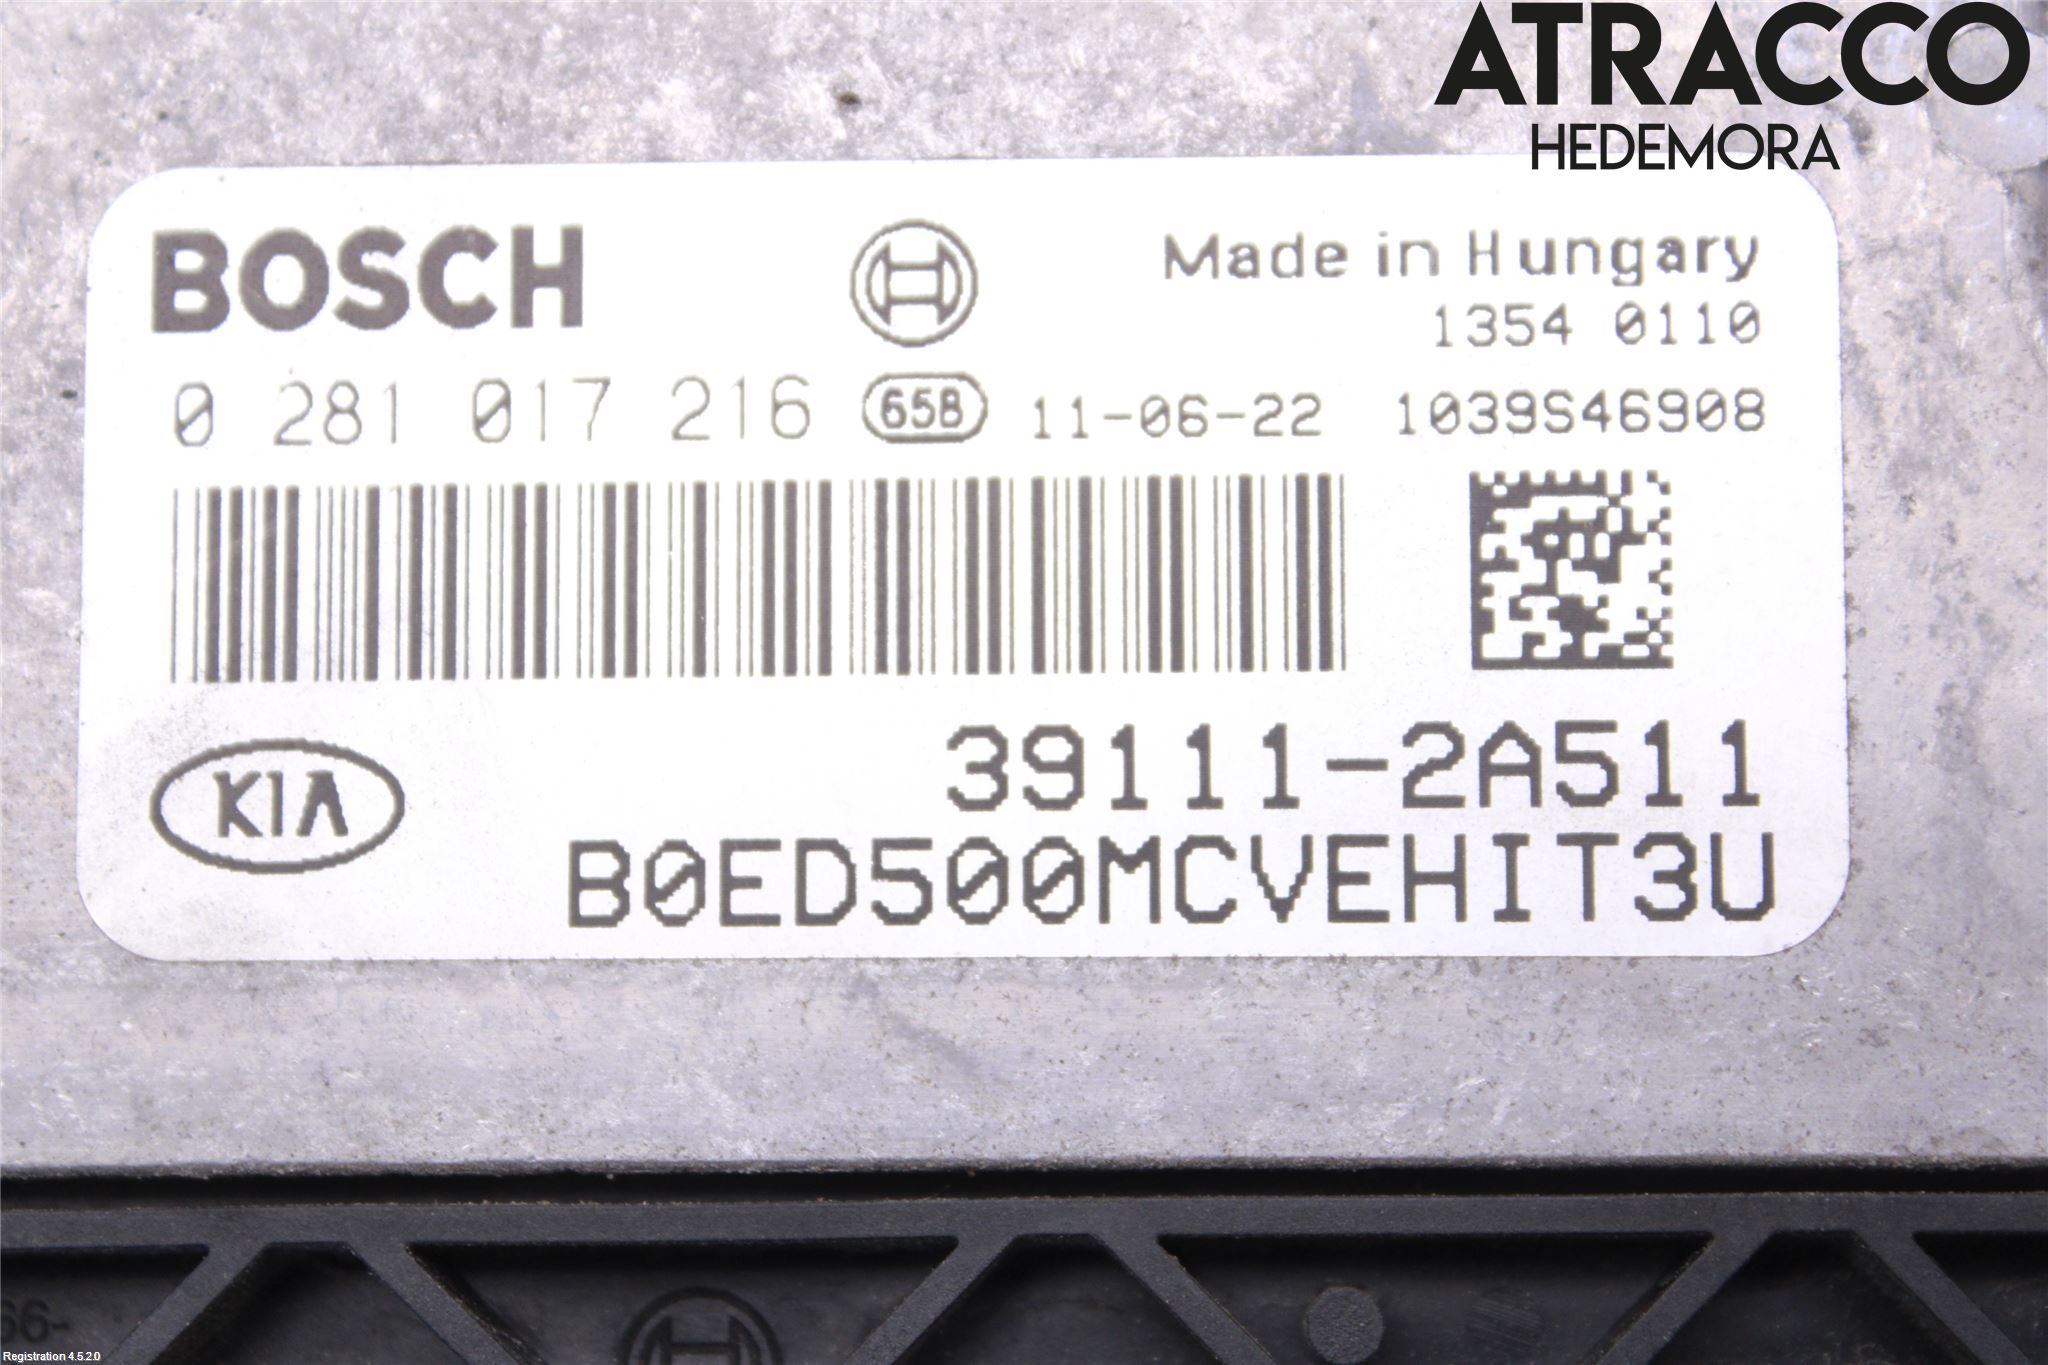 ATRACCO
HEDEMORA
BOSCH
Made in Hungary
1354 0110
0 281 017 216 65B 11-06-22 1039S46908
39111-2A511
KIA
B0ED500MCVEHIT3U
66-
Registration 4.5.2.0